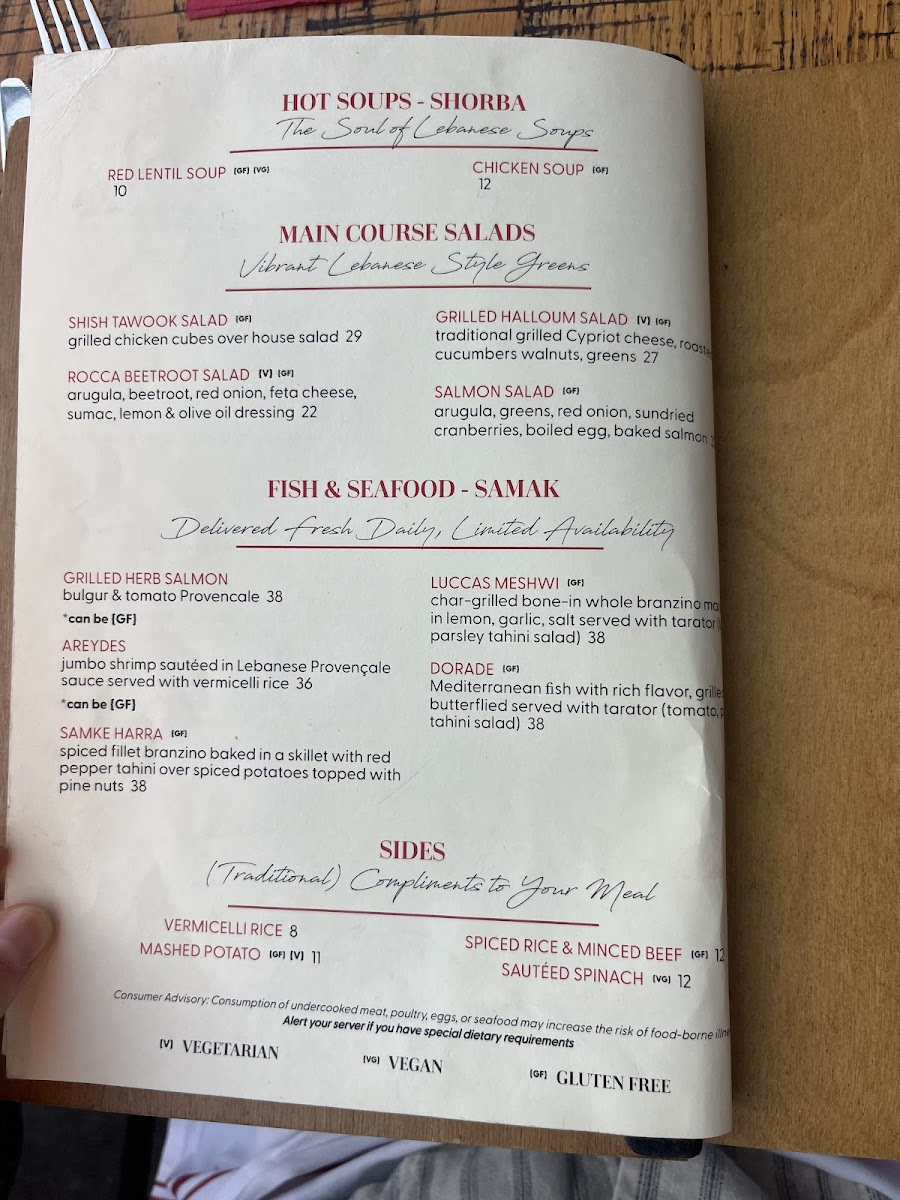 HOT SOUPS - SHORBA
The Soul of Lebanese Soups
RED LENTIL SOUP [GF] [VG]
10
CHICKEN SOUP [GF]
12
MAIN COURSE SALADS
Vibrant Lebanese Style Greens
SHISH TAWOOK SALAD [GF]
grilled chicken cubes over house salad 29
ROCCA BEETROOT SALAD [V] [GF]
arugula, beetroot, red onion, feta cheese,
sumac, lemon & olive oil dressing 22
GRILLED HALLOUM SALAD [V] [GF]
traditional grilled Cypriot cheese,
cucumbers walnuts, greens 27
SALMON SALAD [GF]
arugula, greens, red onion, sundried
cranberries, boiled egg, baked salmon
FISH & SEAFOOD - SAMAK
Delivered Fresh Daily, Limited Availability
GRILLED HERB SALMON
bulgur & tomato Provencale 38
*can be [GF]
AREYDES
jumbo shrimp sautéed in Lebanese Provençale
sauce served with vermicelli rice 36
*can be [GF]
SAMKE HARRA [GF]
spiced fillet branzino baked in a skillet with red
pepper tahini over spiced potatoes topped with
pine nuts 38
LUCCAS MESHWI [GF]
char-grilled bone-in whole branzino
in lemon, garlic, salt served with tarator
parsley tahini salad) 38
DORADE [GF]
Mediterranean fish with rich flavor,
butterflied served with tarator (tomato,
tahini salad) 38
SIDES
(Traditional) Compliments to Your Meal
VERMICELLI RICE 8
MASHED POTATO [GF] [V] 11
SPICED RICE & MINCED BEEF [GF] 12
SAUTÉED SPINACH [VG] 12
Consumer Advisory: Consumption of undercooked meat, poultry, eggs, or seafood may increase the risk of food-borne
Alert your server if you have special dietary requirements
[V] VEGETARIAN
[VG] VEGAN
[GF] GLUTEN FREE